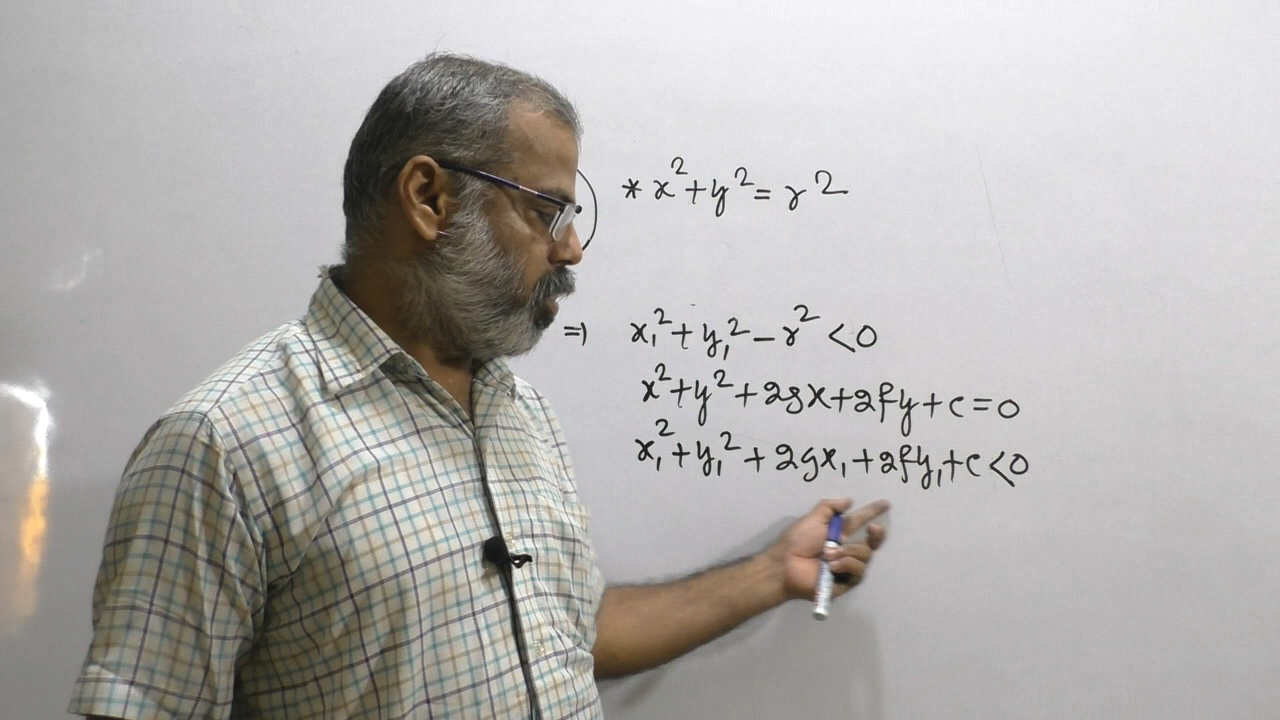 * x²+y²=r²
⇒ x₁²+y₁²-r²<0
x²+y²+2gx+2fy+c=0
x₁²+y₁²+2gx₁+2fy₁+c<0